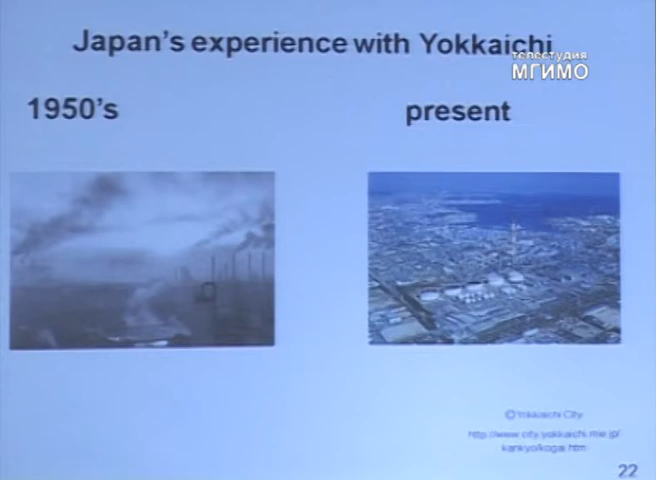 Japan's experience with Yokkaichi
телестудия
МГИМО
1950's
present
©Yokkaichi City
http://www.city.yokkaichi.mie.jp/
kankyo/kogai.htm
22